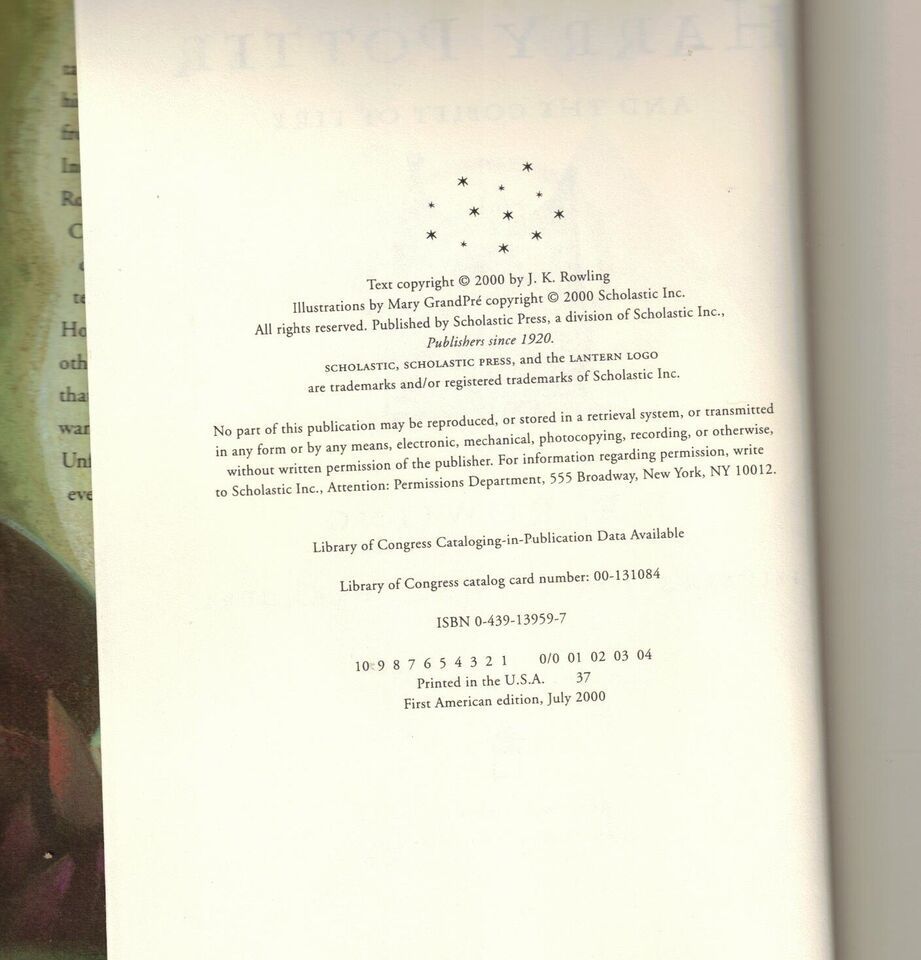 HARRY POTTER
AND THE GOBLET OF FIRE
Text copyright © 2000 by J. K. Rowling
Illustrations by Mary GrandPré copyright © 2000 Scholastic Inc.
All rights reserved. Published by Scholastic Press, a division of Scholastic Inc.,
Publishers since 1920.
SCHOLASTIC, SCHOLASTIC PRESS, and the LANTERN LOGO
are trademarks and/or registered trademarks of Scholastic Inc.
No part of this publication may be reproduced, or stored in a retrieval system, or transmitted
in any form or by any means, electronic, mechanical, photocopying, recording, or otherwise,
without written permission of the publisher. For information regarding permission, write
to Scholastic Inc., Attention: Permissions Department, 555 Broadway, New York, NY 10012.
Library of Congress Cataloging-in-Publication Data Available
Library of Congress catalog card number: 00-131084
ISBN 0-439-13959-7
10 9 8 7 6 5 4 3 2 1 0/0 01 02 03 04
Printed in the U.S.A. 37
First American edition, July 2000